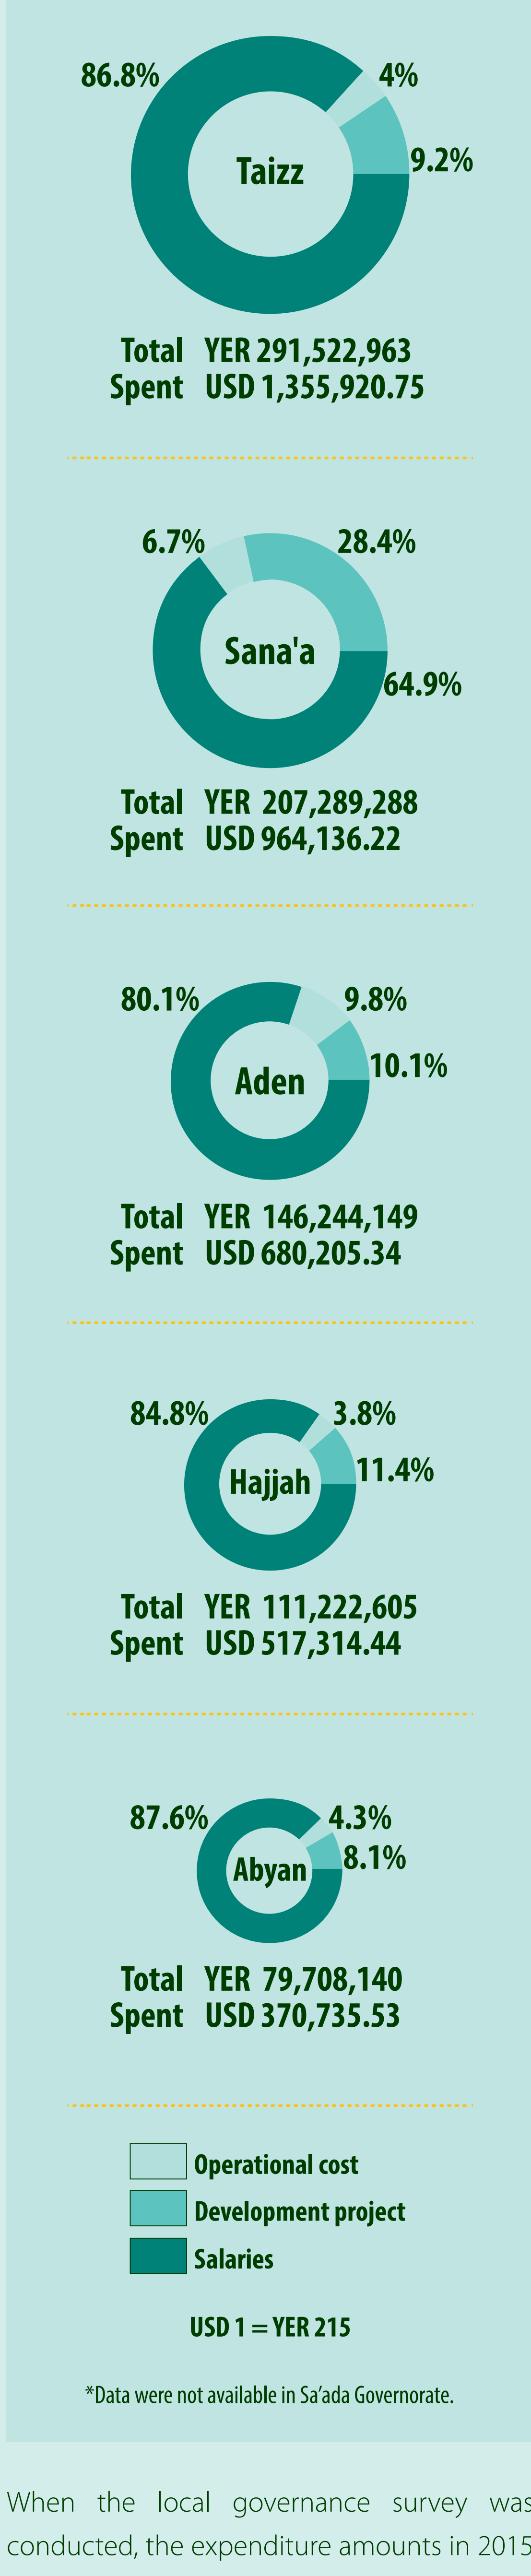 86.8%
4%
9.2%
Taizz
Total YER 291,522,963
Spent USD 1,355,920.75
6.7%
28.4%
Sana'a
64.9%
Total YER 207,289,288
Spent USD 964,136.22
80.1%
9.8%
10.1%
Aden
Total YER 146,244,149
Spent USD 680,205.34
84.8%
3.8%
11.4%
Hajjah
Total YER 111,222,605
Spent USD 517,314.44
87.6%
4.3%
8.1%
Abyan
Total YER 79,708,140
Spent USD 370,735.53
Operational cost
Development project
Salaries
USD 1 = YER 215
*Data were not available in Sa’ada Governorate.
When the local governance survey was
conducted, the expenditure amounts in 2015